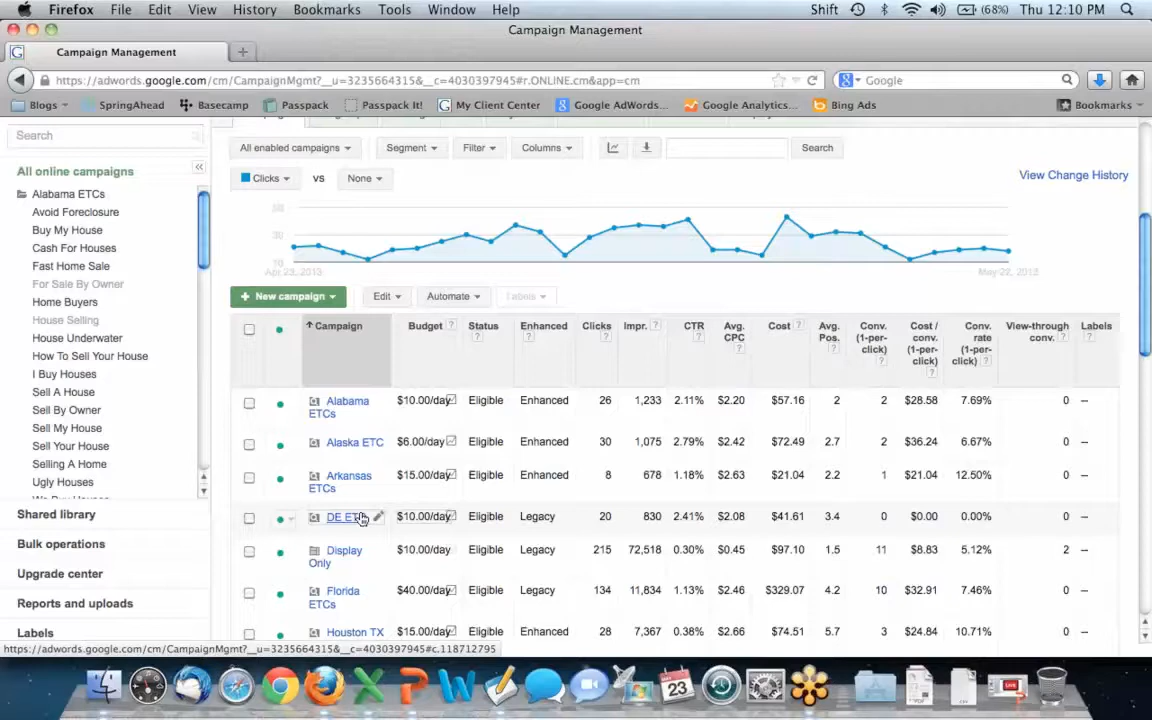 Firefox File Edit View History Bookmarks Tools Window Help Shift (68%) Thu 12:10 PM
Campaign Management
Campaign Management
https://adwords.google.com/cm/CampaignMgmt?__u=3235664315&__c=4030397945#r.ONLINE.cm&app=cm Google
Blogs SpringAhead Basecamp Passpack Passpack It! My Client Center Google AdWords... Google Analytics... Bing Ads Bookmarks
Search
All online campaigns
Alabama ETCs
Avoid Foreclosure
Buy My House
Cash For Houses
Fast Home Sale
For Sale By Owner
Home Buyers
House Selling
House Underwater
How To Sell Your House
I Buy Houses
Sell A House
Sell By Owner
Sell My House
Sell Your House
Selling A Home
Ugly Houses
We Buy Houses
Shared library
Bulk operations
Upgrade center
Reports and uploads
Labels
All enabled campaigns Segment Filter Columns Search
Clicks VS None View Change History
Apr 23, 2013 May 22, 2013
+ New campaign Edit Automate Labels
Campaign Budget ? Status ? Enhanced ? Clicks ? Impr. ? CTR ? Avg. CPC ? Cost ? Avg. Pos. ? Conv. (1-per-click) ? Cost / conv. (1-per-click) ? Conv. rate (1-per-click) ? View-through conv. ? Labels ?
Alabama ETCs $10.00/day Eligible Enhanced 26 1,233 2.11% $2.20 $57.16 2 2 $28.58 7.69% 0 --
Alaska ETC $6.00/day Eligible Enhanced 30 1,075 2.79% $2.42 $72.49 2.7 2 $36.24 6.67% 0 --
Arkansas ETCs $15.00/day Eligible Enhanced 8 678 1.18% $2.63 $21.04 2.2 1 $21.04 12.50% 0 --
DE $10.00/day Eligible Legacy 20 830 2.41% $2.08 $41.61 3.4 0 $0.00 0.00% 0 --
Display Only $10.00/day Eligible Legacy 215 72,518 0.30% $0.45 $97.10 1.5 11 $8.83 5.12% 2 --
Florida ETCs $40.00/day Eligible Legacy 134 11,834 1.13% $2.46 $329.07 4.2 10 $32.91 7.46% 0 --
Houston TX $15.00/day Eligible Enhanced 28 7,367 0.38% $2.66 $74.51 5.7 3 $24.84 10.71% 0 --
https://adwords.google.com/cm/CampaignMgmt?__u=3235664315&__c=4030397945#c.118712795
23